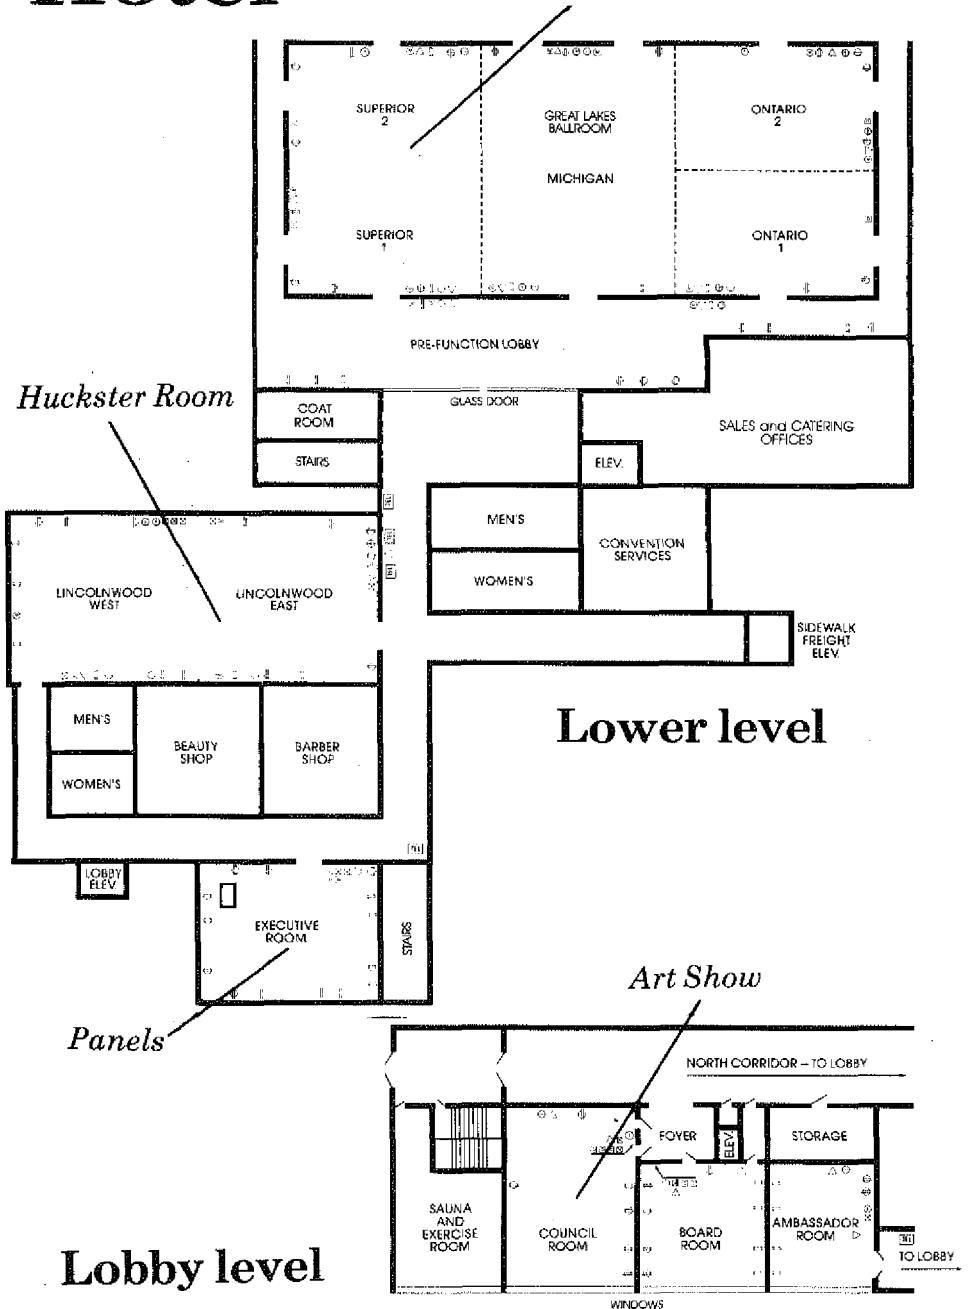 Hotel
SUPERIOR
2
GREAT LAKES
BALLROOM
ONTARIO
2
MICHIGAN
SUPERIOR
1
ONTARIO
1
PRE-FUNCTION LOBBY
Huckster Room
GLASS DOOR
COAT
ROOM
SALES and CATERING
OFFICES
STAIRS
ELEV.
MEN'S
CONVENTION
SERVICES
WOMEN'S
LINCOLNWOOD
WEST
LINCOLNWOOD
EAST
SIDEWALK
FREIGHT
ELEV.
Lower level
MEN'S
BEAUTY
SHOP
BARBER
SHOP
WOMEN'S
LOBBY
ELEV.
EXECUTIVE
ROOM
STAIRS
Panels
Art Show
NORTH CORRIDOR – TO LOBBY
FOYER
ELEV.
STORAGE
SAUNA
AND
EXERCISE
ROOM
COUNCIL
ROOM
BOARD
ROOM
AMBASSADOR
ROOM
TO LOBBY
Lobby level
WINDOWS